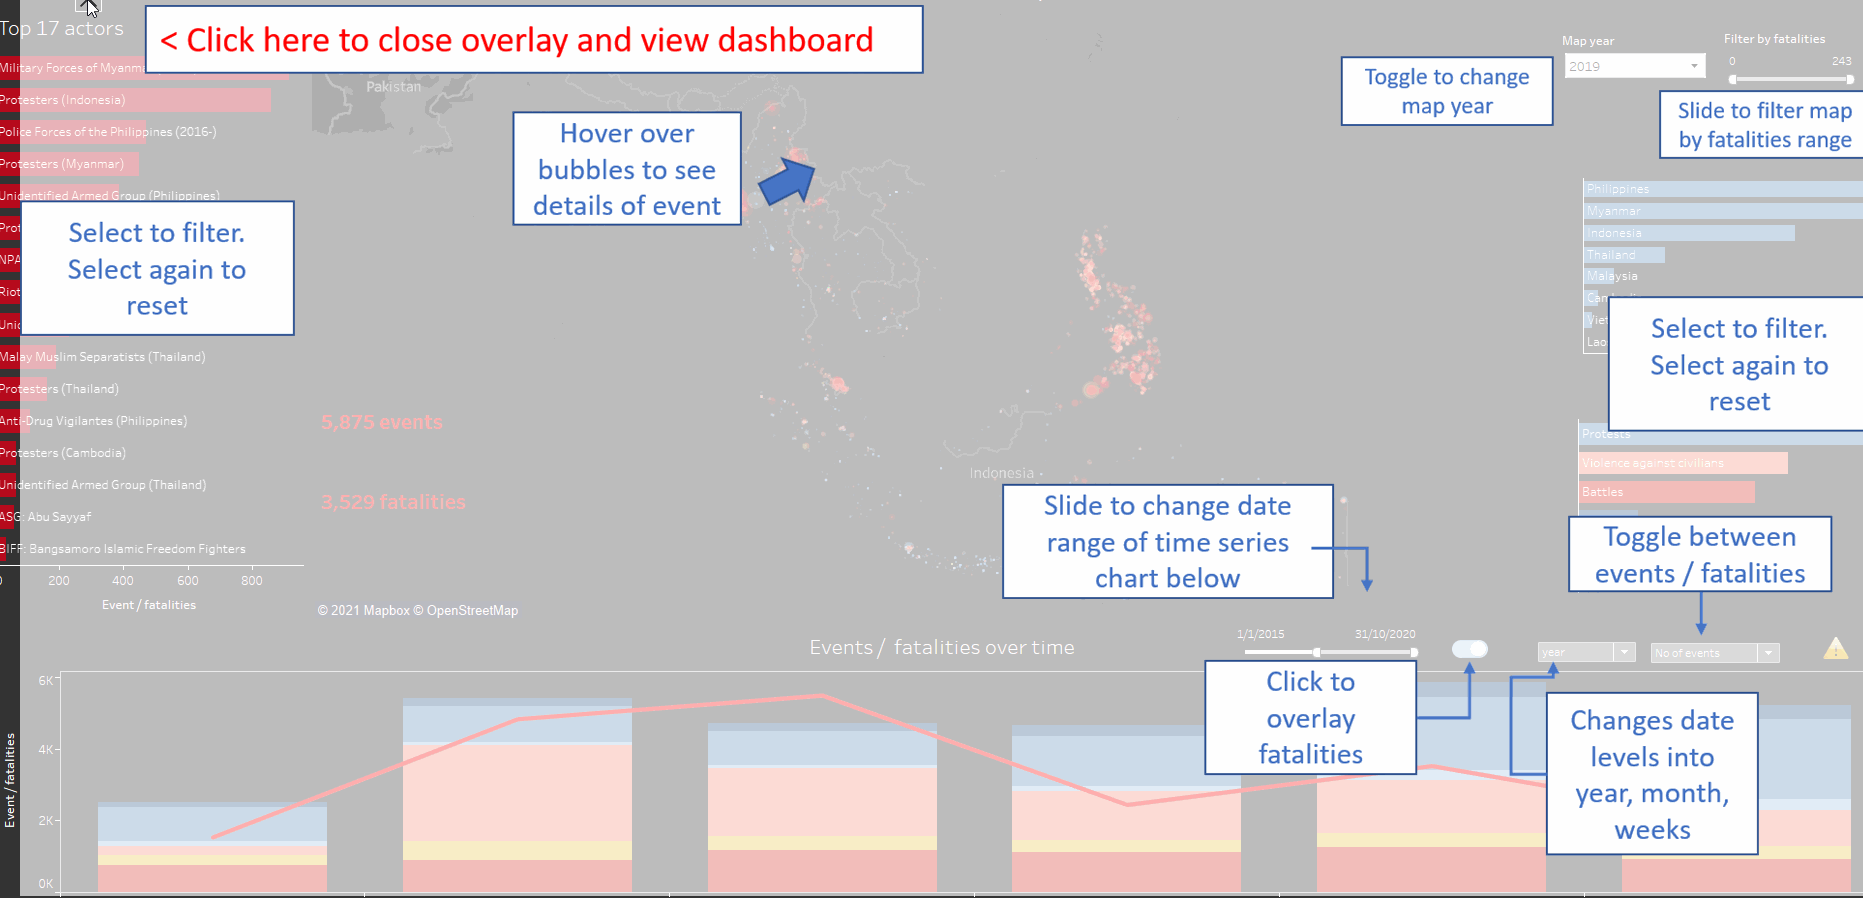 Top 17 actors
< Click here to close overlay and view dashboard
Military Forces of Myanm
Protesters (Indonesia)
Police Forces of the Philippines (2016-)
Protesters (Myanmar)
Unidentified Armed Group (Philippines)
Prot
NPA
Riot
Unid
Malay Muslim Separatists (Thailand)
Protesters (Thailand)
Anti-Drug Vigilantes (Philippines)
Protesters (Cambodia)
Unidentified Armed Group (Thailand)
ASG: Abu Sayyaf
BIFF: Bangsamoro Islamic Freedom Fighters
0 200 400 600 800
Event / fatalities
Select to filter.
Select again to
reset
Pakistan
Hover over
bubbles to see
details of event
5,875 events
3,529 fatalities
Indonesia
© 2021 Mapbox © OpenStreetMap
Toggle to change
map year
Map year
2019
Filter by fatalities
0 243
Slide to filter map
by fatalities range
Philippines
Myanmar
Indonesia
Thailand
Malaysia
Viet
Lao
Select to filter.
Select again to
reset
Protests
Violence against civilians
Battles
Slide to change date
range of time series
chart below
Toggle between
events / fatalities
Events / fatalities over time
1/1/2015 31/10/2020
year
No of events
Click to
overlay
fatalities
Changes date
levels into
year, month,
weeks
Event / fatalities
6K
4K
2K
0K